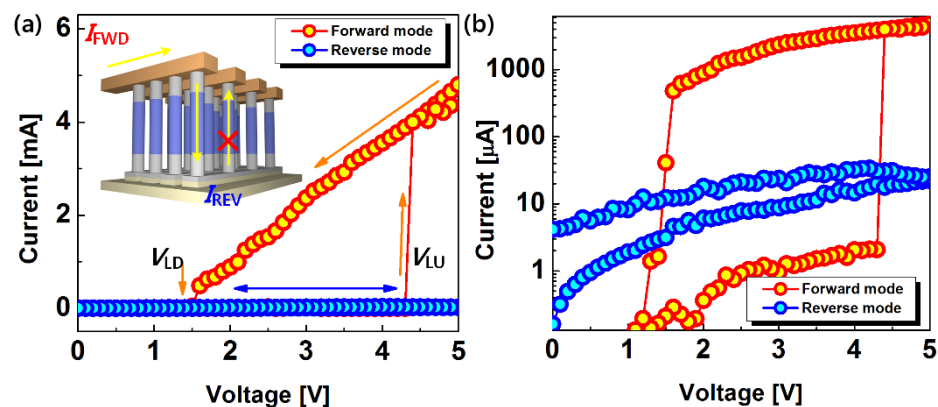 (a)
6
4
2
0
Current [mA]
0 1 2 3 4 5
Voltage [V]
Forward mode
Reverse mode
I_FWD
I_REV
V_LD
V_LU
(b)
1000
100
10
1
Current [μA]
0 1 2 3 4 5
Voltage [V]
Forward mode
Reverse mode